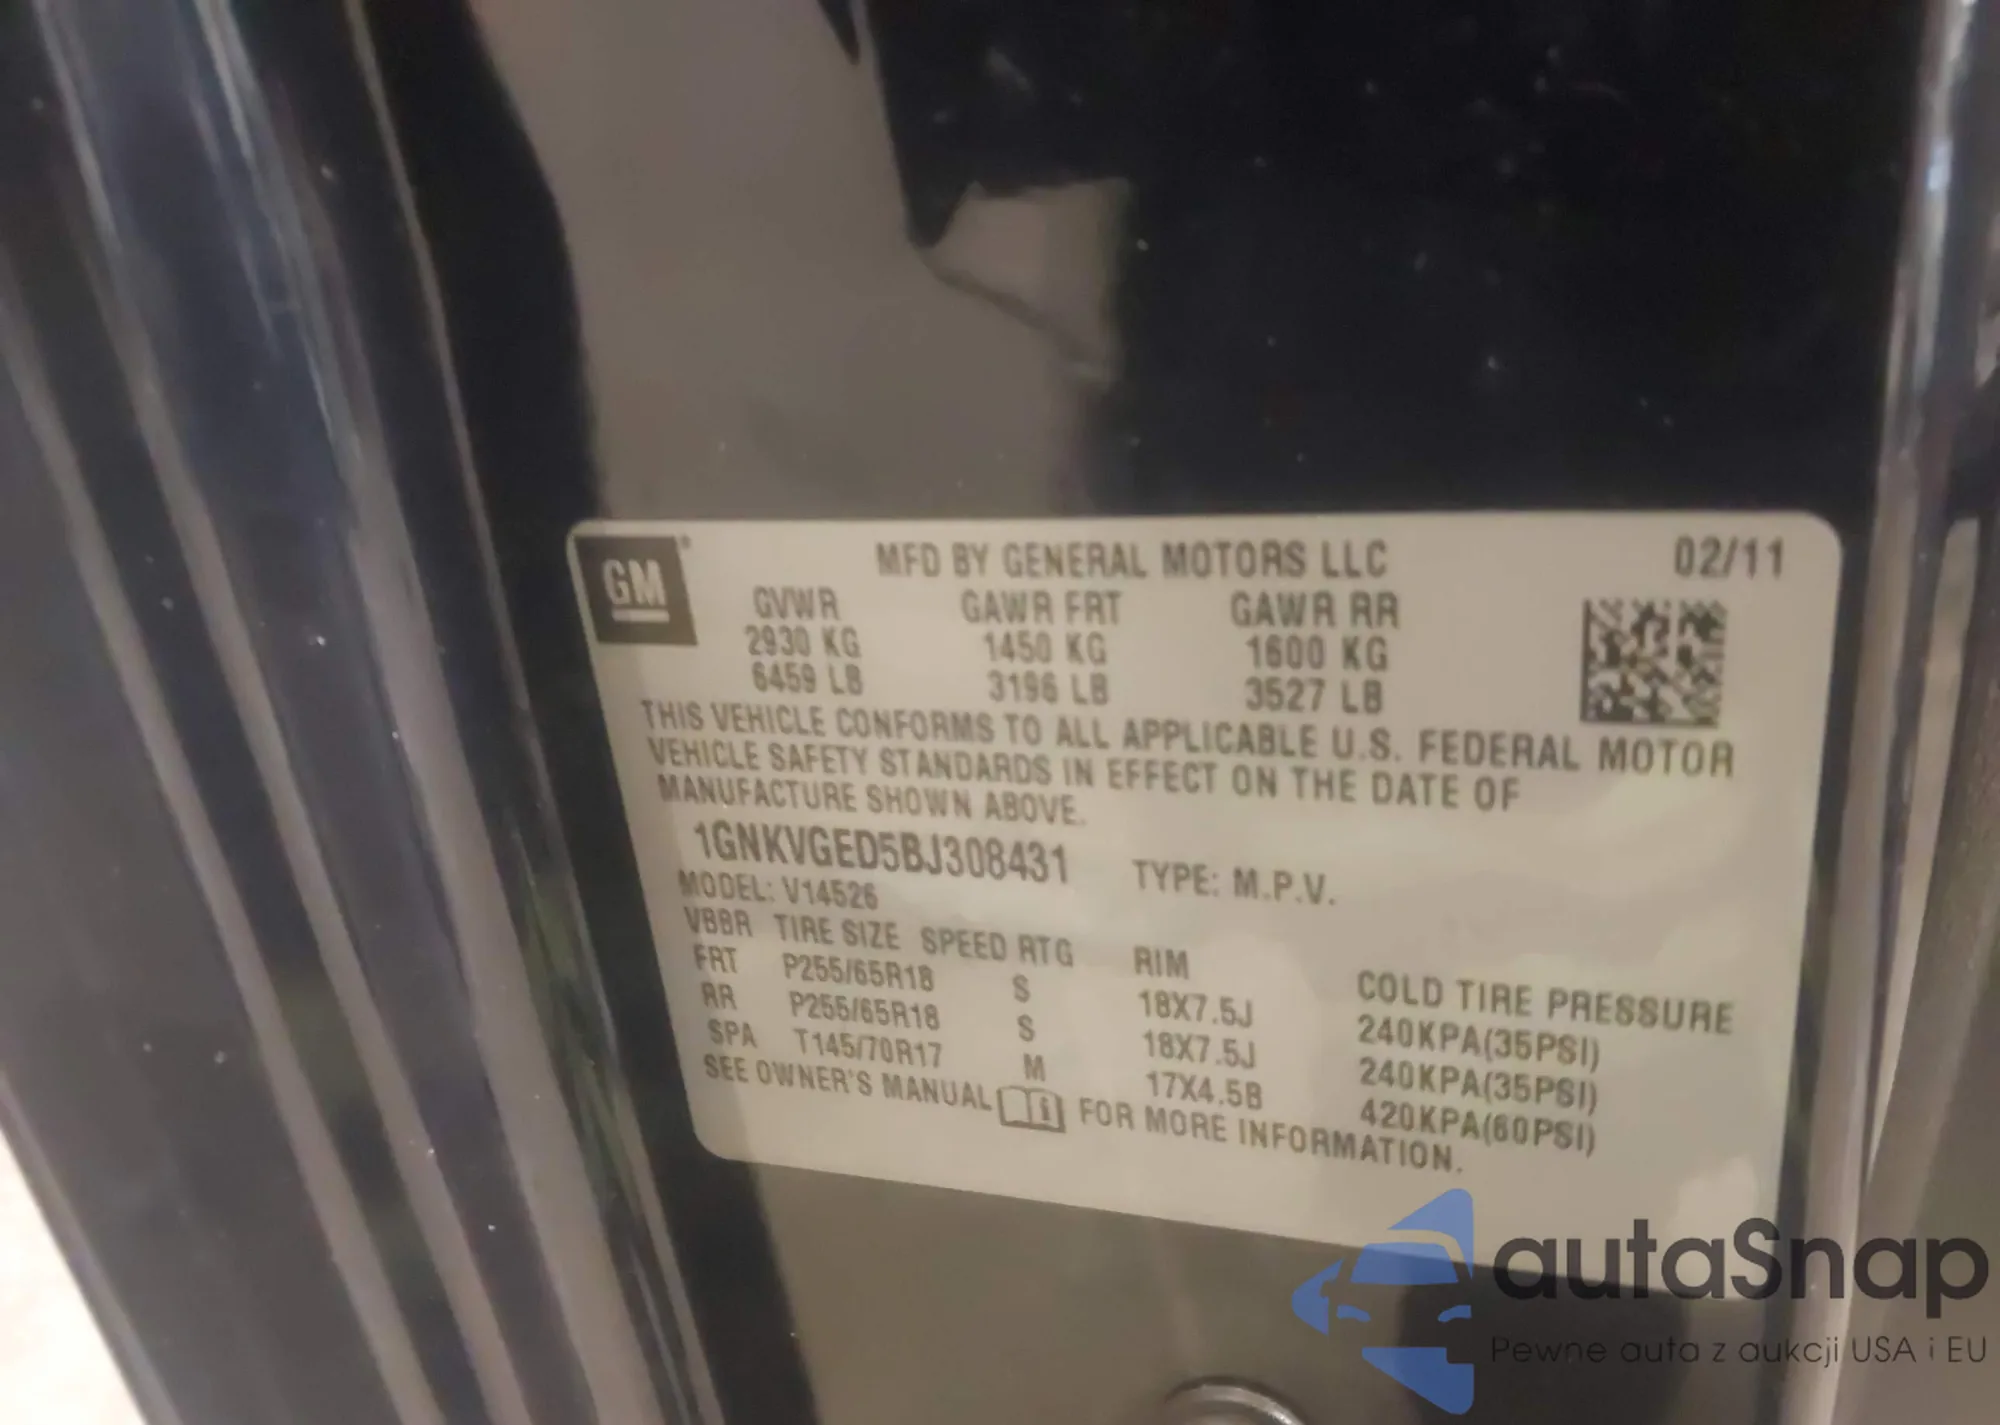 GM
MFD BY GENERAL MOTORS LLC 02/11
GVWR GAWR FRT GAWR RR
2930 KG 1450 KG 1600 KG
6459 LB 3196 LB 3527 LB
THIS VEHICLE CONFORMS TO ALL APPLICABLE U.S. FEDERAL MOTOR
VEHICLE SAFETY STANDARDS IN EFFECT ON THE DATE OF
MANUFACTURE SHOWN ABOVE.
1GNKVGED5BJ308431 TYPE: M.P.V.
MODEL: V14526
VBBR TIRE SIZE SPEED RTG RIM COLD TIRE PRESSURE
FRT P255/65R18 S 18X7.5J 240KPA(35PSI)
RR P255/65R18 S 18X7.5J 240KPA(35PSI)
SPA T145/70R17 M 17X4.5B 420KPA(60PSI)
SEE OWNER'S MANUAL FOR MORE INFORMATION.
autaSnap
Pewne auta z aukcji USA i EU